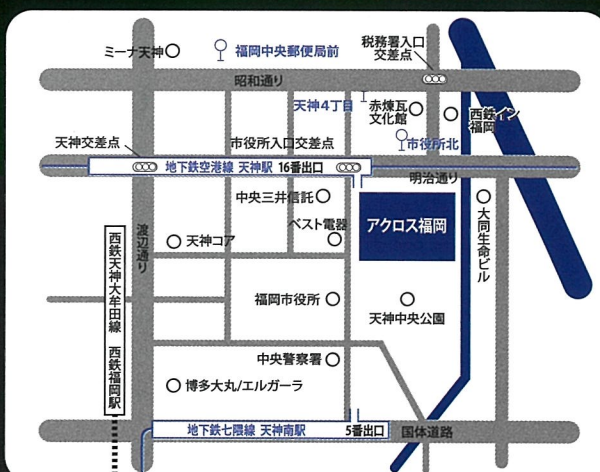 ミーナ天神
福岡中央郵便局前
税務署入口
交差点
昭和通り
天神4丁目
赤煉瓦
文化館
西鉄イン
福岡
市役所北
天神交差点
市役所入口交差点
地下鉄空港線 天神駅 16番出口
明治通り
中央三井信託
ベスト電器
アクロス福岡
大同生命ビル
渡辺通り
天神コア
西鉄天神大牟田線 西鉄福岡駅
福岡市役所
天神中央公園
中央警察署
博多大丸/エルガーラ
地下鉄七隈線 天神南駅
5番出口
国体道路